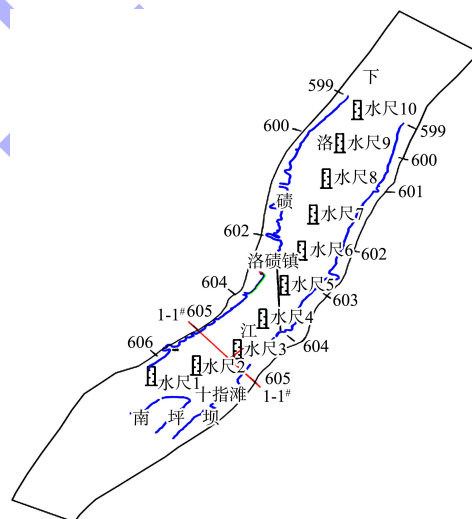 下
599
水尺10
599
600
洛
水尺9
600
水尺8
601
碛
水尺7
602
水尺6
602
洛碛镇
水尺5
604
603
1-1#
605
水尺4
江
604
606
水尺3
水尺2
水尺1
605
十指滩
1-1#
南坪坝